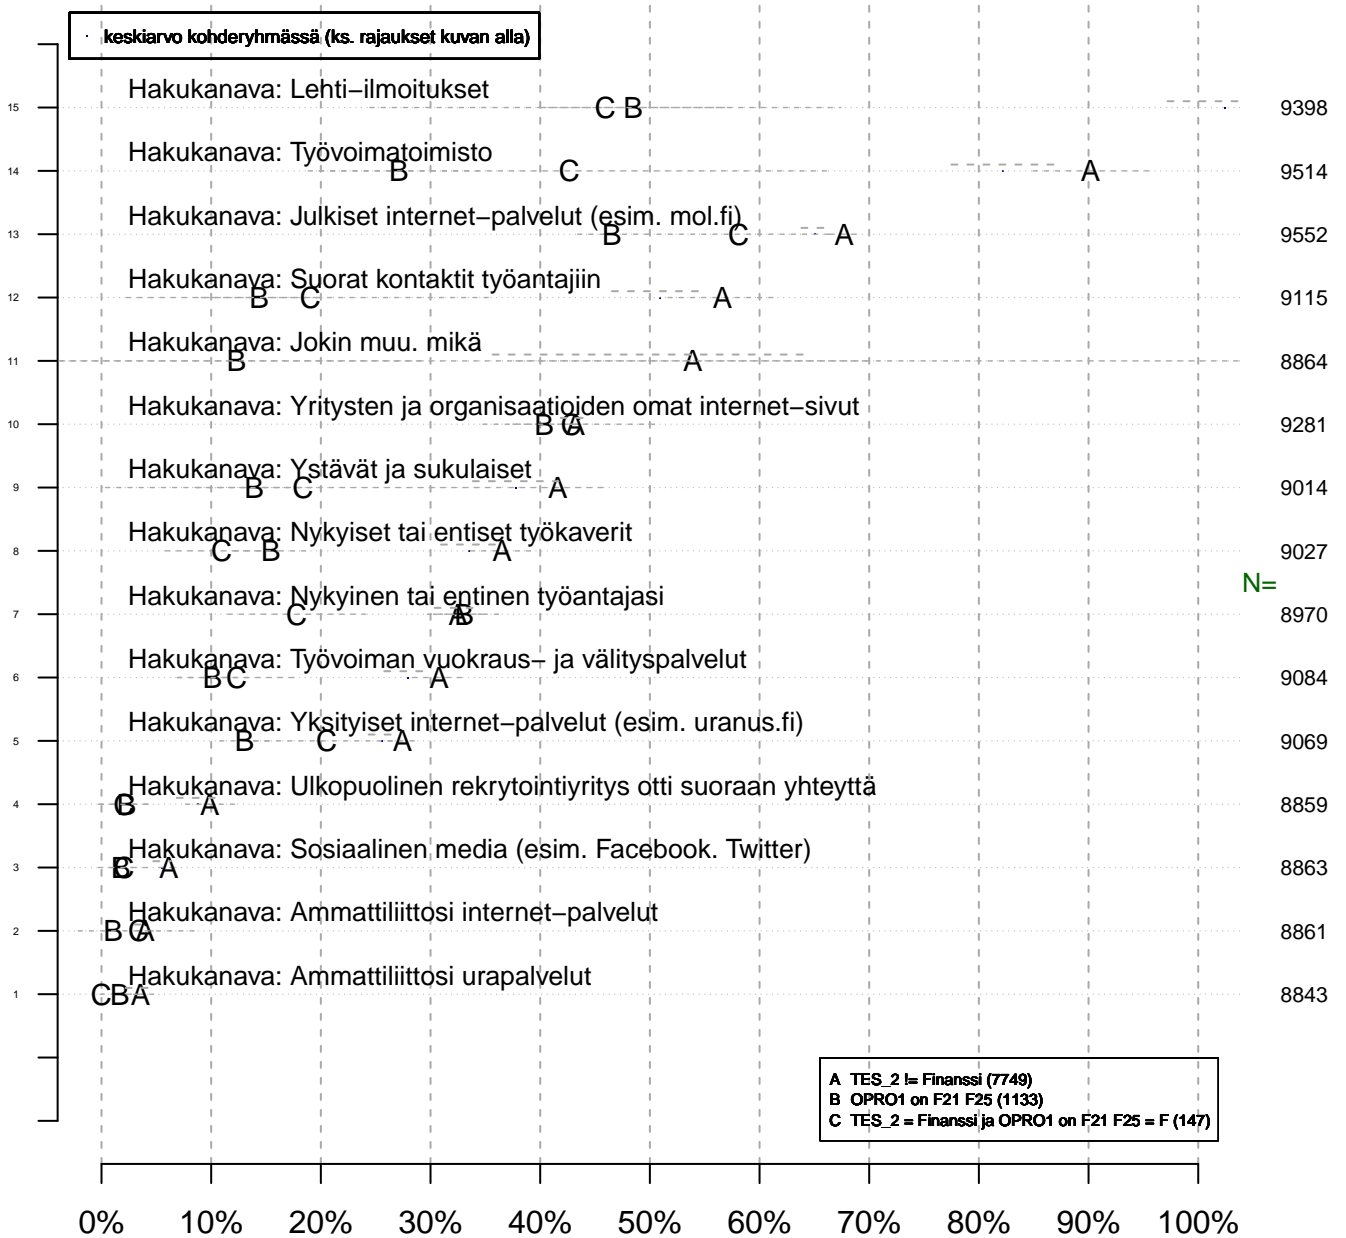 keskiarvo kohderyhmässä (ks. rajaukset kuvan alla)
Hakukanava: Lehti−ilmoitukset
15 C B 9398
Hakukanava: Työvoimatoimisto
14 B C A 9514
Hakukanava: Julkiset internet−palvelut (esim. mol.fi)
13 B C A 9552
Hakukanava: Suorat kontaktit työantajiin
12 B C A 9115
Hakukanava: Jokin muu. mikä
11 B A 8864
Hakukanava: Yritysten ja organisaatioiden omat internet−sivut
10 B C A 9281
Hakukanava: Ystävät ja sukulaiset
9 B C A 9014
Hakukanava: Nykyiset tai entiset työkaverit
8 C B A 9027
N=
Hakukanava: Nykyinen tai entinen työantajasi
7 C A B 8970
Hakukanava: Työvoiman vuokraus− ja välityspalvelut
6 B C A 9084
Hakukanava: Yksityiset internet−palvelut (esim. uranus.fi)
5 B C A 9069
Hakukanava: Ulkopuolinen rekrytointiyritys otti suoraan yhteyttä
4 C B A 8859
Hakukanava: Sosiaalinen media (esim. Facebook. Twitter)
3 B C A 8863
Hakukanava: Ammattiliittosi internet−palvelut
2 B C A 8861
Hakukanava: Ammattiliittosi urapalvelut
1 C B A 8843
A TES_2 != Finanssi (7749)
B OPRO1 on F21 F25 (1133)
C TES_2 = Finanssi ja OPRO1 on F21 F25 = F (147)
0% 10% 20% 30% 40% 50% 60% 70% 80% 90% 100%